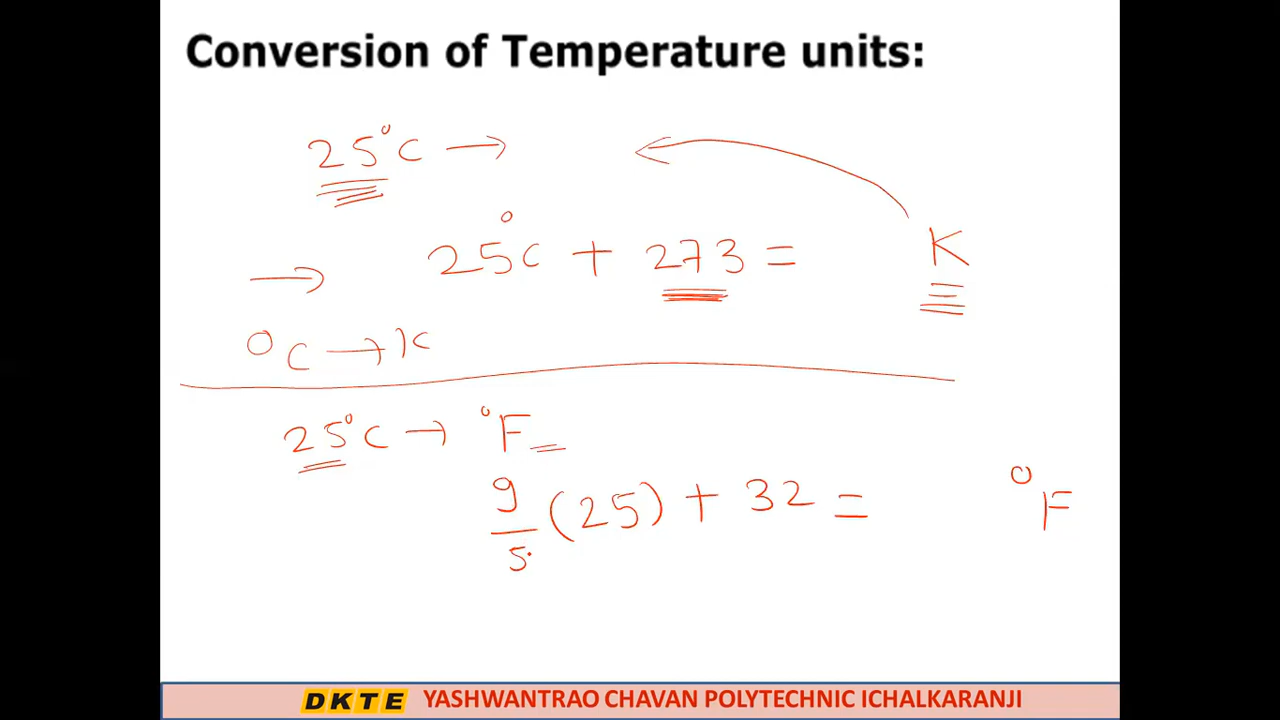 Conversion of Temperature units:
25°C →
25°C + 273 = K
→
°C → K
25°C → °F
9/5 (25) + 32 = °F
DKTE YASHWANTRAO CHAVAN POLYTECHNIC ICHALKARANJI